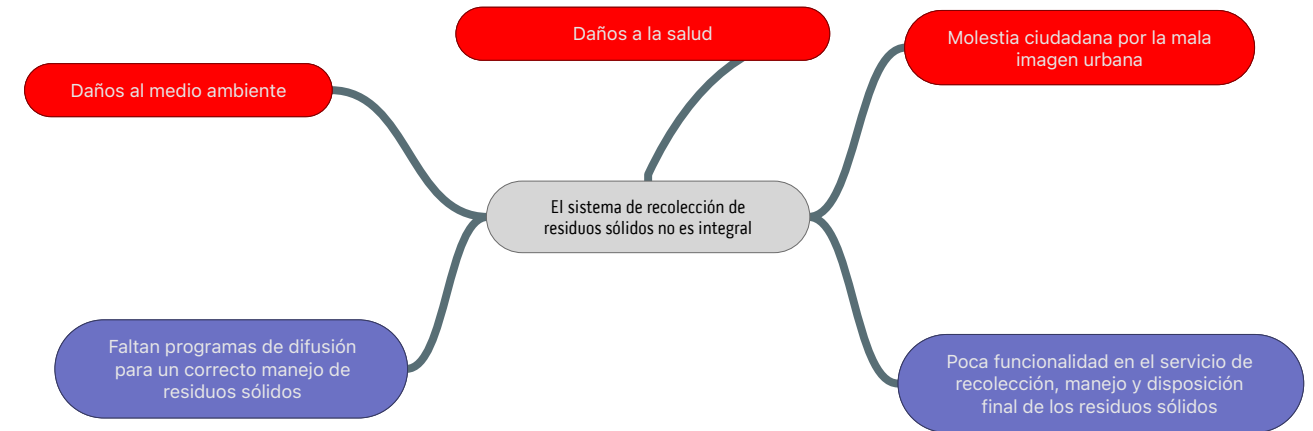 Daños a la salud
Molestia ciudadana por la mala
imagen urbana
Daños al medio ambiente
El sistema de recolección de
residuos sólidos no es integral
Faltan programas de difusión
para un correcto manejo de
residuos sólidos
Poca funcionalidad en el servicio de
recolección, manejo y disposición
final de los residuos sólidos